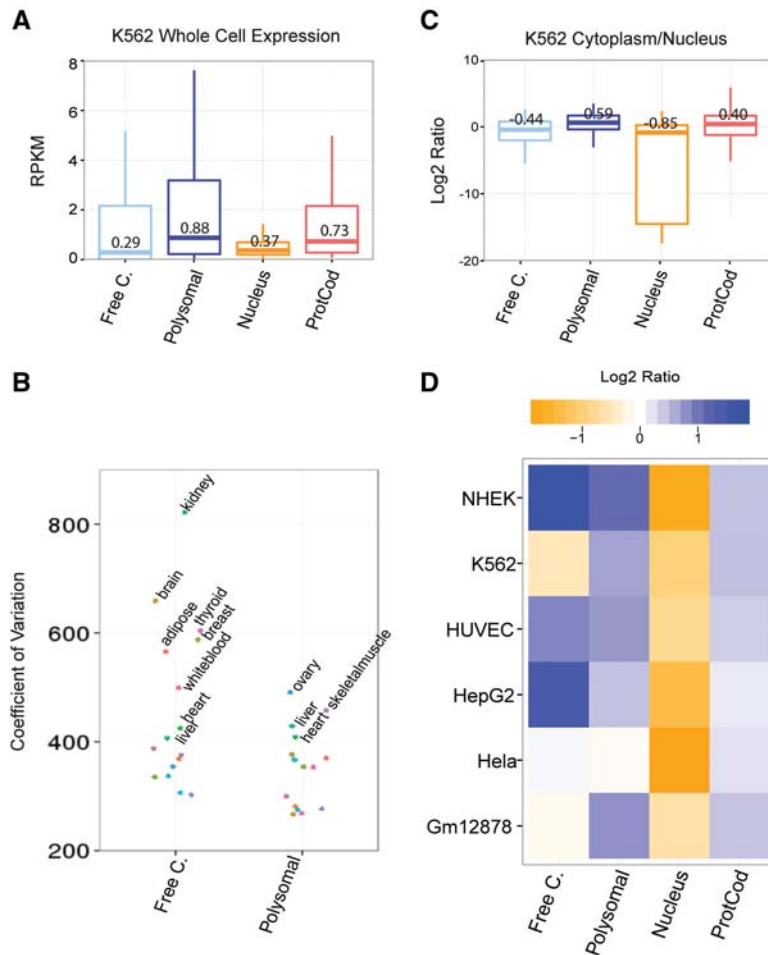 A
K562 Whole Cell Expression
8
6
4
2
0
RPKM
0.29
0.88
0.37
0.73
Free C.
Polysomal
Nucleus
ProtCod
C
K562 Cytoplasm/Nucleus
10
0
-10
-20
Log2 Ratio
-0.44
0.59
-0.85
0.40
Free C.
Polysomal
Nucleus
ProtCod
B
800
600
400
200
Coefficient of Variation
kidney
brain
thyroid
breast
adipose
whiteblood
heart
liver
ovary
skeletalmuscle
liver
heart
Free C.
Polysomal
D
Log2 Ratio
−1
0
1
NHEK
K562
HUVEC
HepG2
Hela
Gm12878
Free C.
Polysomal
Nucleus
ProtCod